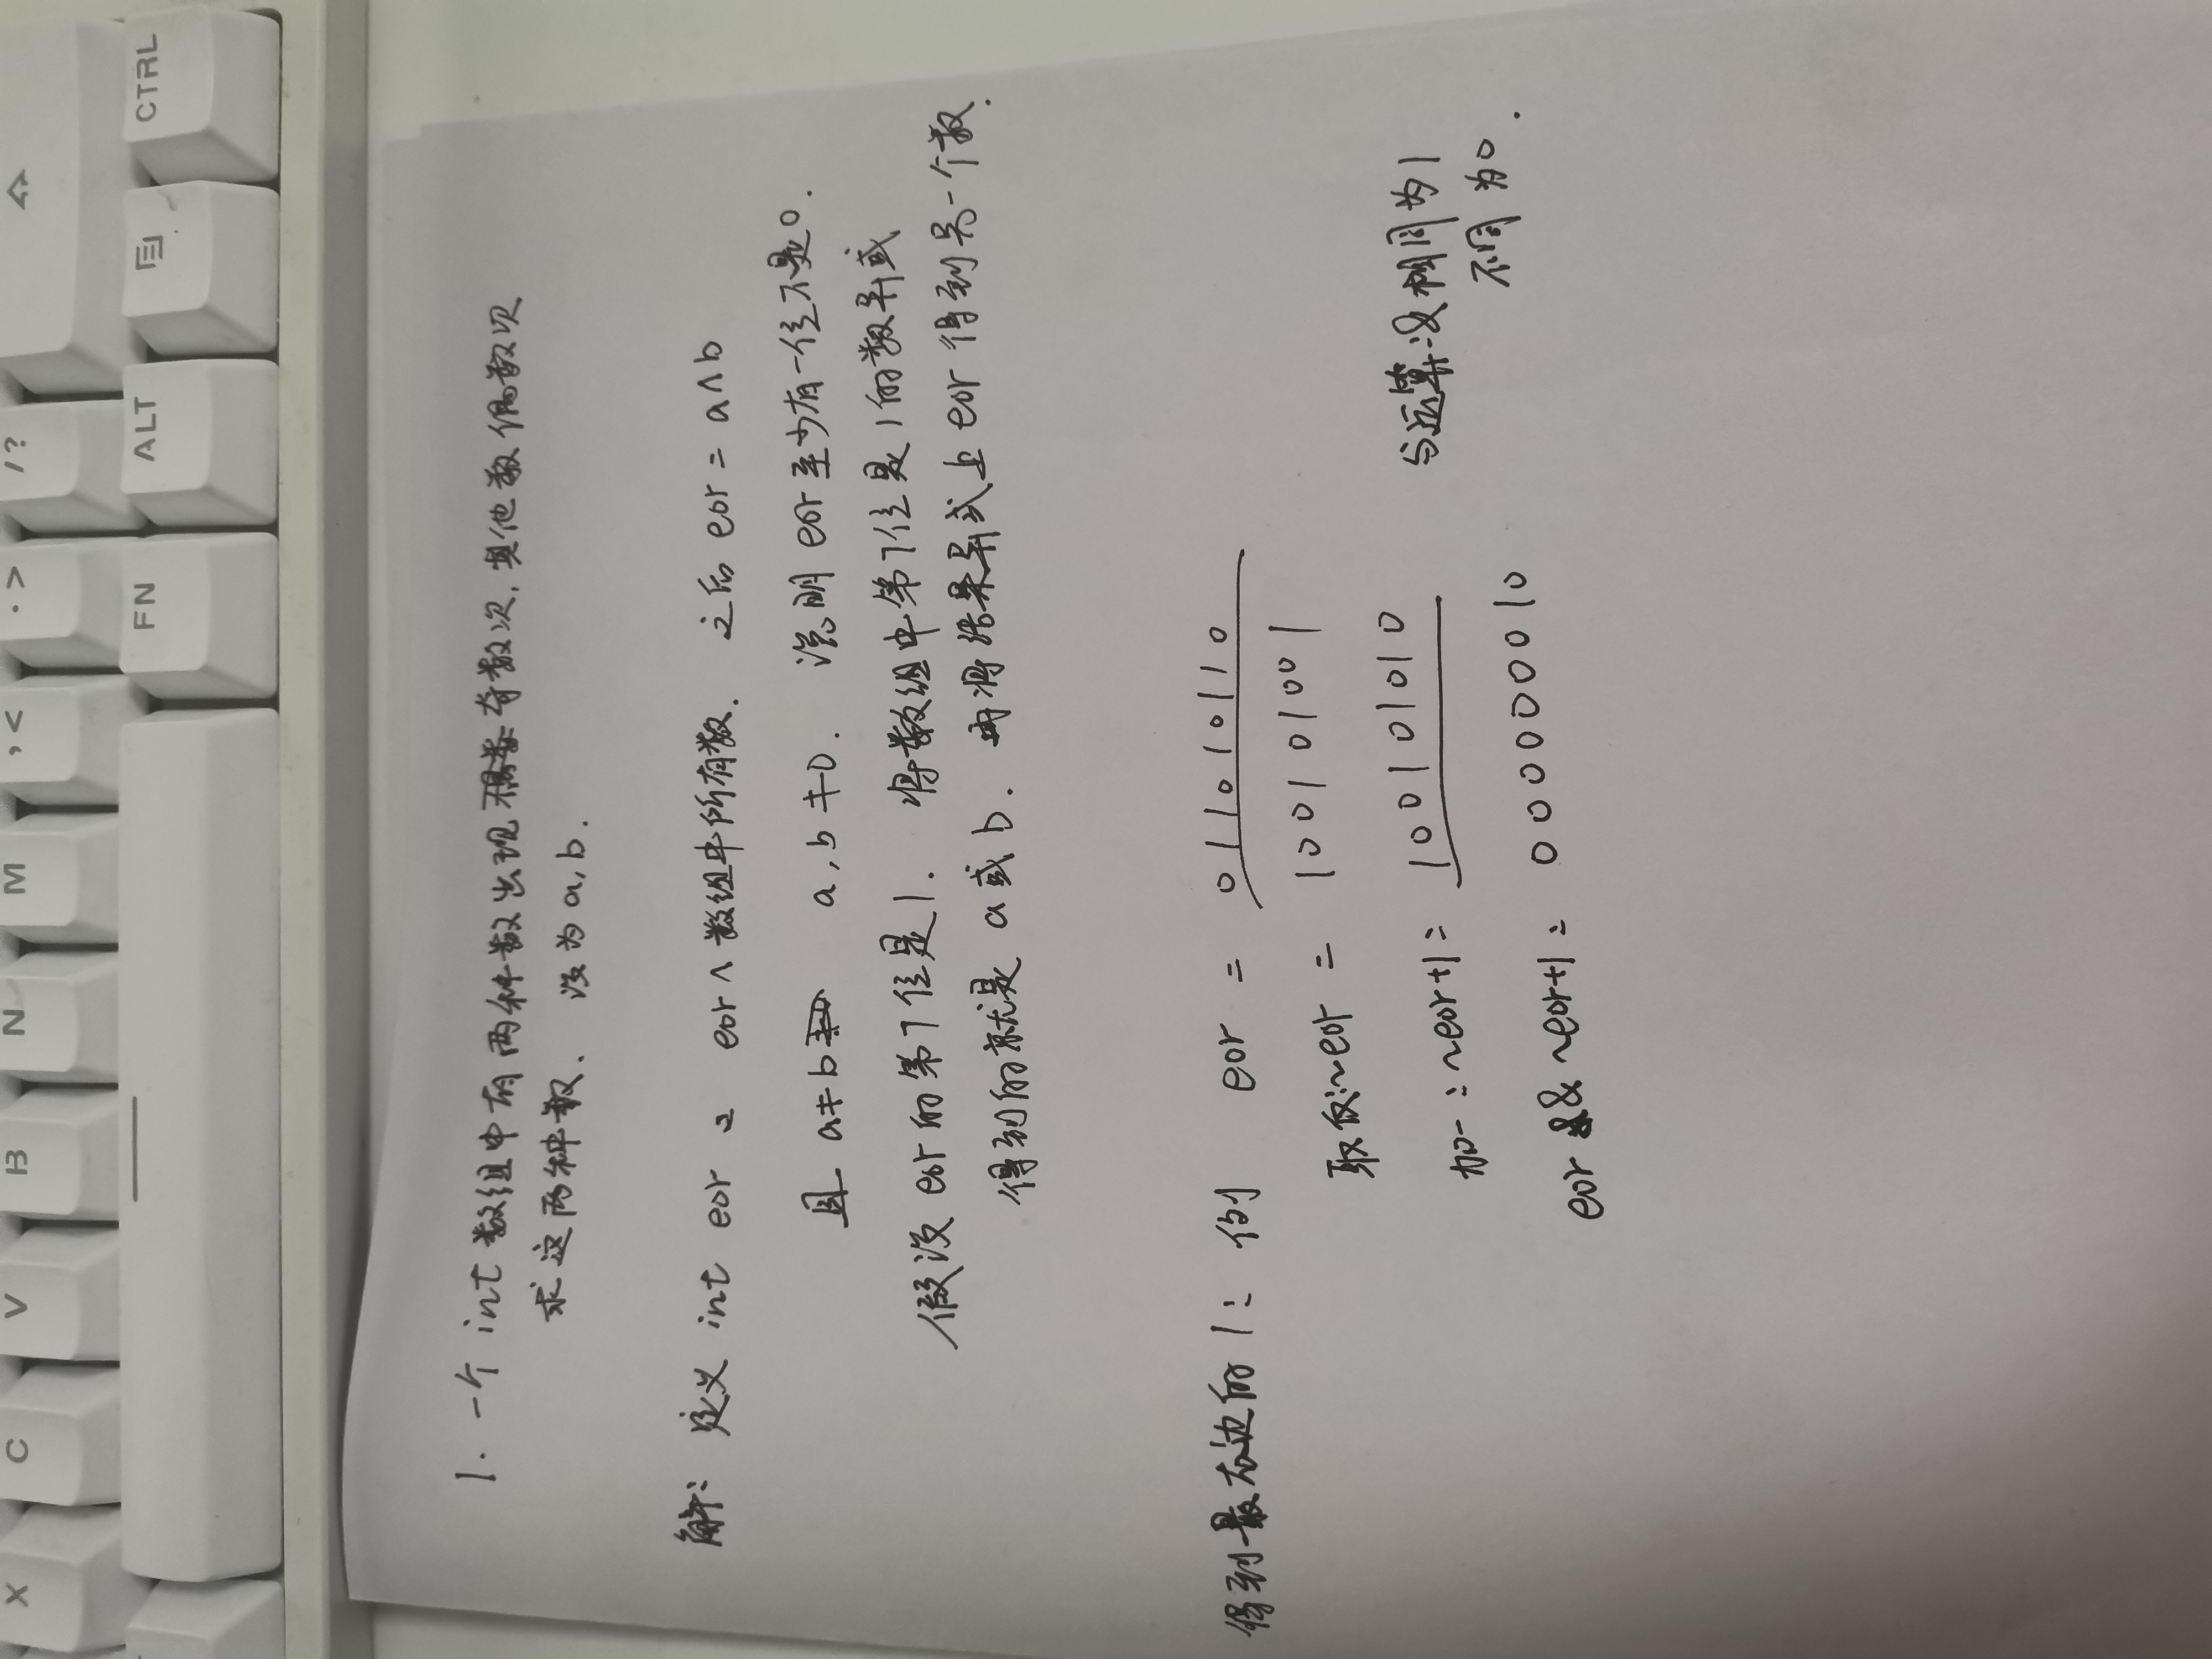 X C V B N M , < . > / ?
FN ALT CTRL
1. 一个 int 数组中有两种数出现奇数次, 其他数偶数次
求这两种数. 设为 a, b.
解: 定义 int eor = eor ∧ 数组中所有数. 之后 eor = a∧b
且 a≠b a, b ≠0. 说明 eor 至少有一位不是0.
假设 eor 的第7位是1. 将数组中第7位是1的数异或
得到的就是 a 或 b. 再将结果异或上 eor 得到另一个数.
得到最右边的1: 例 eor = 011010110
取反:~eor = 100101001
加一:~eor+1= 100101010 与运算:相同为1
不同为0.
eor && ~eor+1= 000000010